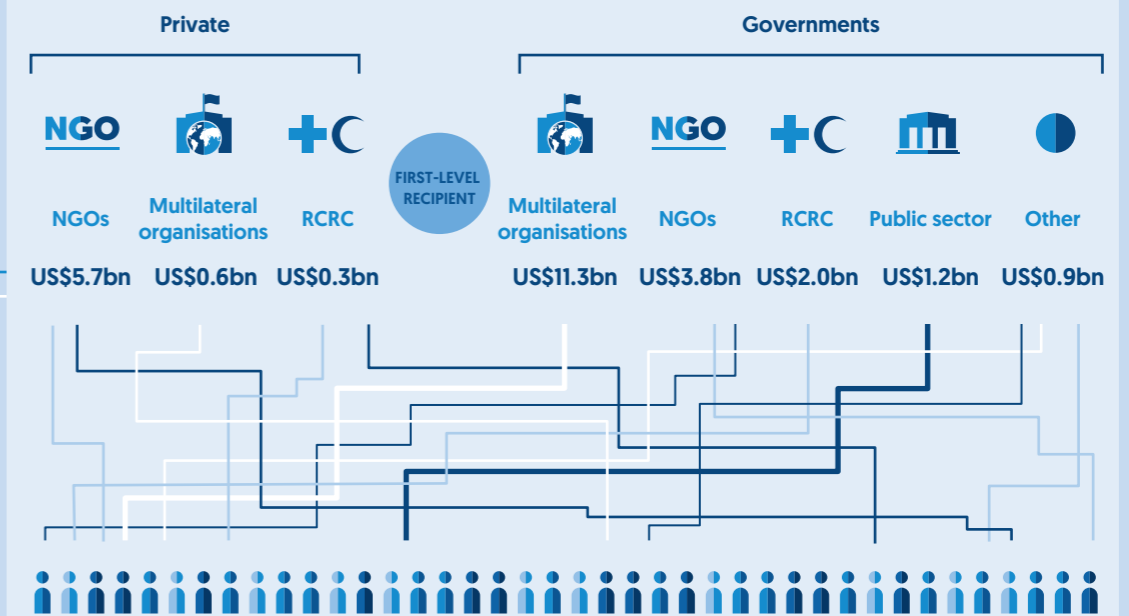 Private
Governments
NGO
NGO
FIRST-LEVEL
RECIPIENT
NGOs
Multilateral
organisations
RCRC
Multilateral
organisations
NGOs
RCRC
Public sector
Other
US$5.7bn
US$0.6bn
US$0.3bn
US$11.3bn
US$3.8bn
US$2.0bn
US$1.2bn
US$0.9bn